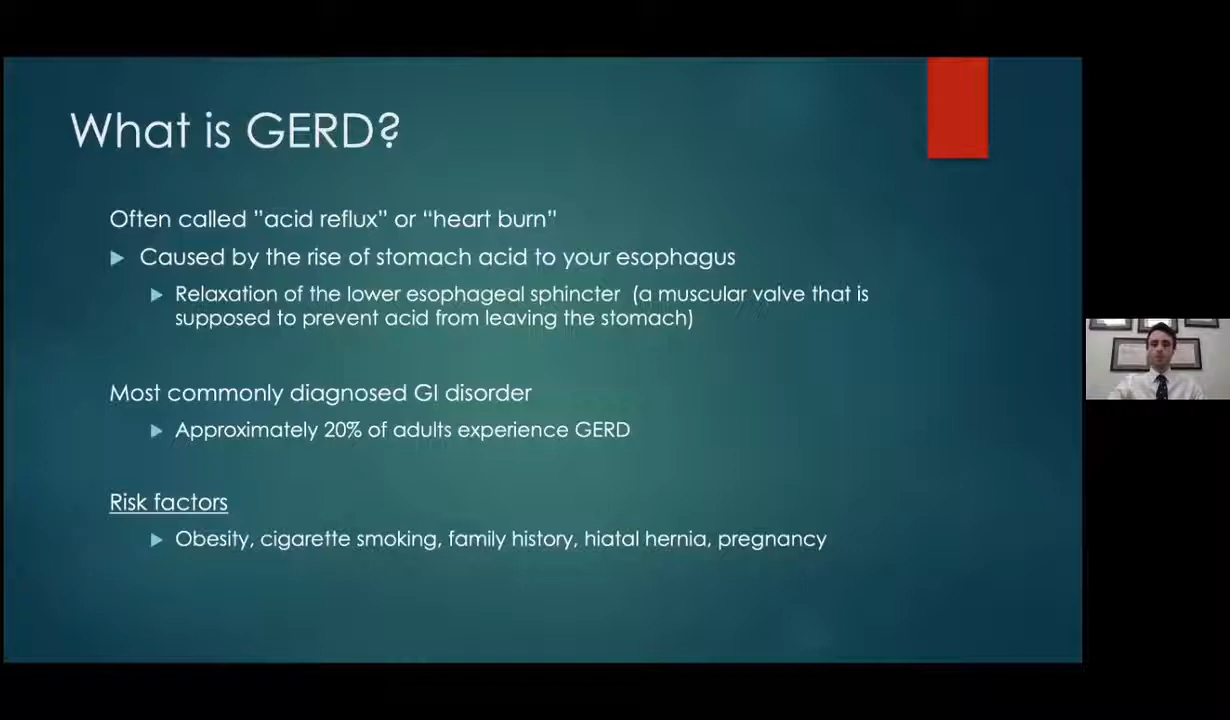 What is GERD?
Often called ”acid reflux” or “heart burn”
Caused by the rise of stomach acid to your esophagus
Relaxation of the lower esophageal sphincter (a muscular valve that is
supposed to prevent acid from leaving the stomach)
Most commonly diagnosed GI disorder
Approximately 20% of adults experience GERD
Risk factors
Obesity, cigarette smoking, family history, hiatal hernia, pregnancy